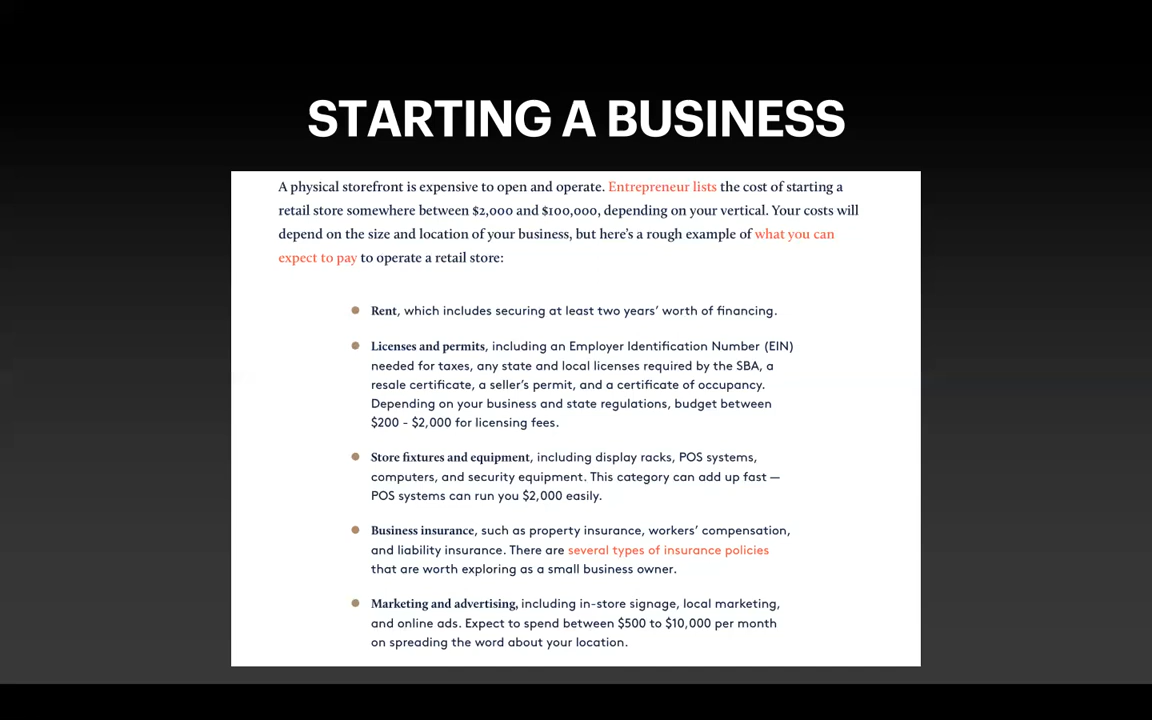 STARTING A BUSINESS
A physical storefront is expensive to open and operate. Entrepreneur lists the cost of starting a
retail store somewhere between $2,000 and $100,000, depending on your vertical. Your costs will
depend on the size and location of your business, but here’s a rough example of what you can
expect to pay to operate a retail store:
Rent, which includes securing at least two years’ worth of financing.
Licenses and permits, including an Employer Identification Number (EIN)
needed for taxes, any state and local licenses required by the SBA, a
resale certificate, a seller’s permit, and a certificate of occupancy.
Depending on your business and state regulations, budget between
$200 - $2,000 for licensing fees.
Store fixtures and equipment, including display racks, POS systems,
computers, and security equipment. This category can add up fast —
POS systems can run you $2,000 easily.
Business insurance, such as property insurance, workers’ compensation,
and liability insurance. There are several types of insurance policies
that are worth exploring as a small business owner.
Marketing and advertising, including in-store signage, local marketing,
and online ads. Expect to spend between $500 to $10,000 per month
on spreading the word about your location.